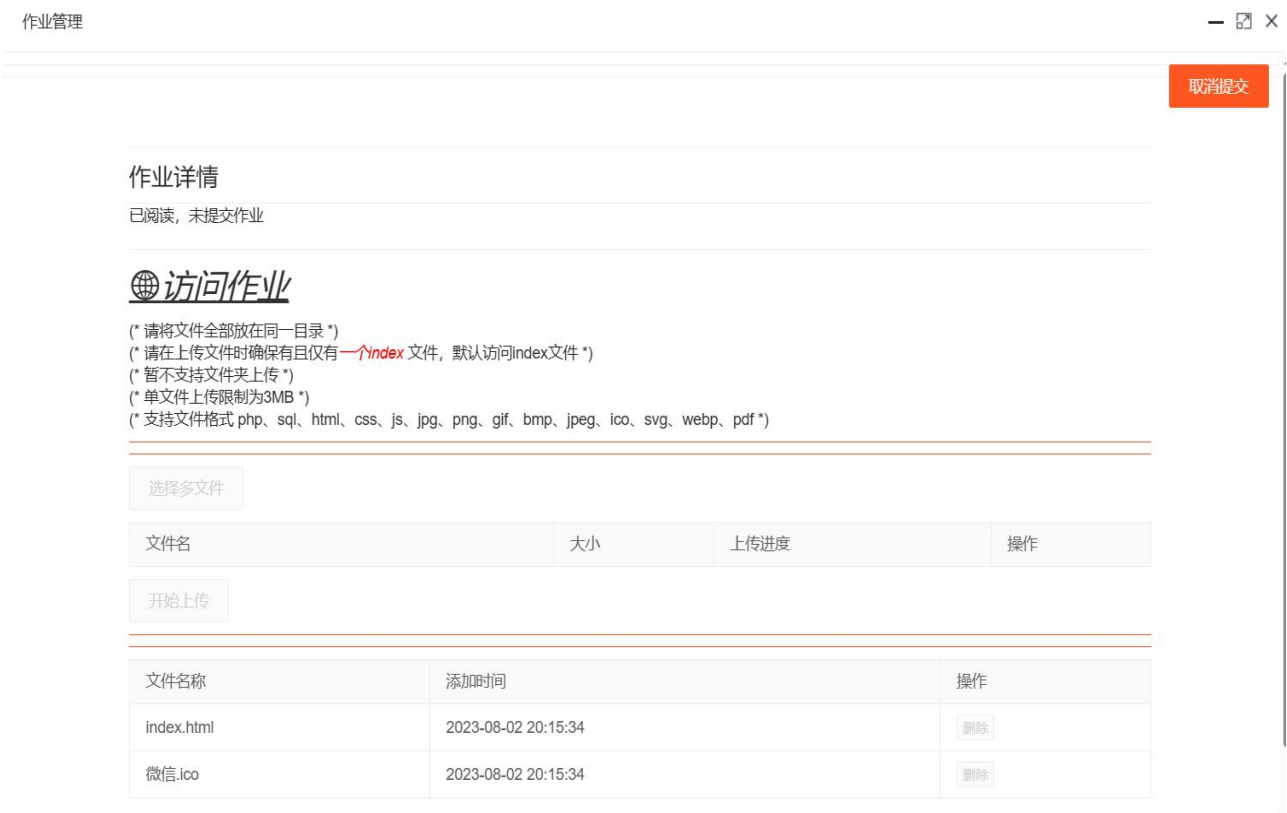 作业管理
取消提交
作业详情
已阅读，未提交作业
访问作业
(* 请将文件全部放在同一目录 *)
(* 请在上传文件时确保有且仅有一个index 文件，默认访问index文件 *)
(* 暂不支持文件夹上传 *)
(* 单文件上传限制为3MB *)
(* 支持文件格式 php、sql、html、css、js、jpg、png、gif、bmp、jpeg、ico、svg、webp、pdf *)
选择多文件
文件名 大小 上传进度 操作
开始上传
文件名称 添加时间 操作
index.html 2023-08-02 20:15:34 删除
微信.ico 2023-08-02 20:15:34 删除